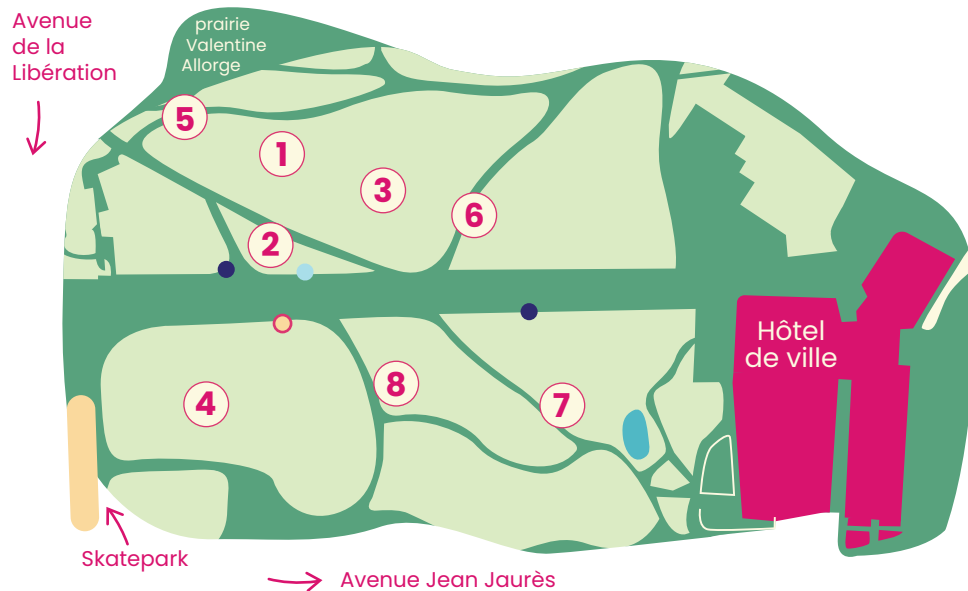 Avenue
de la
Libération
prairie
Valentine
Allorge
5
1
3
6
2
Hôtel
de ville
8
4
7
Skatepark
Avenue Jean Jaurès